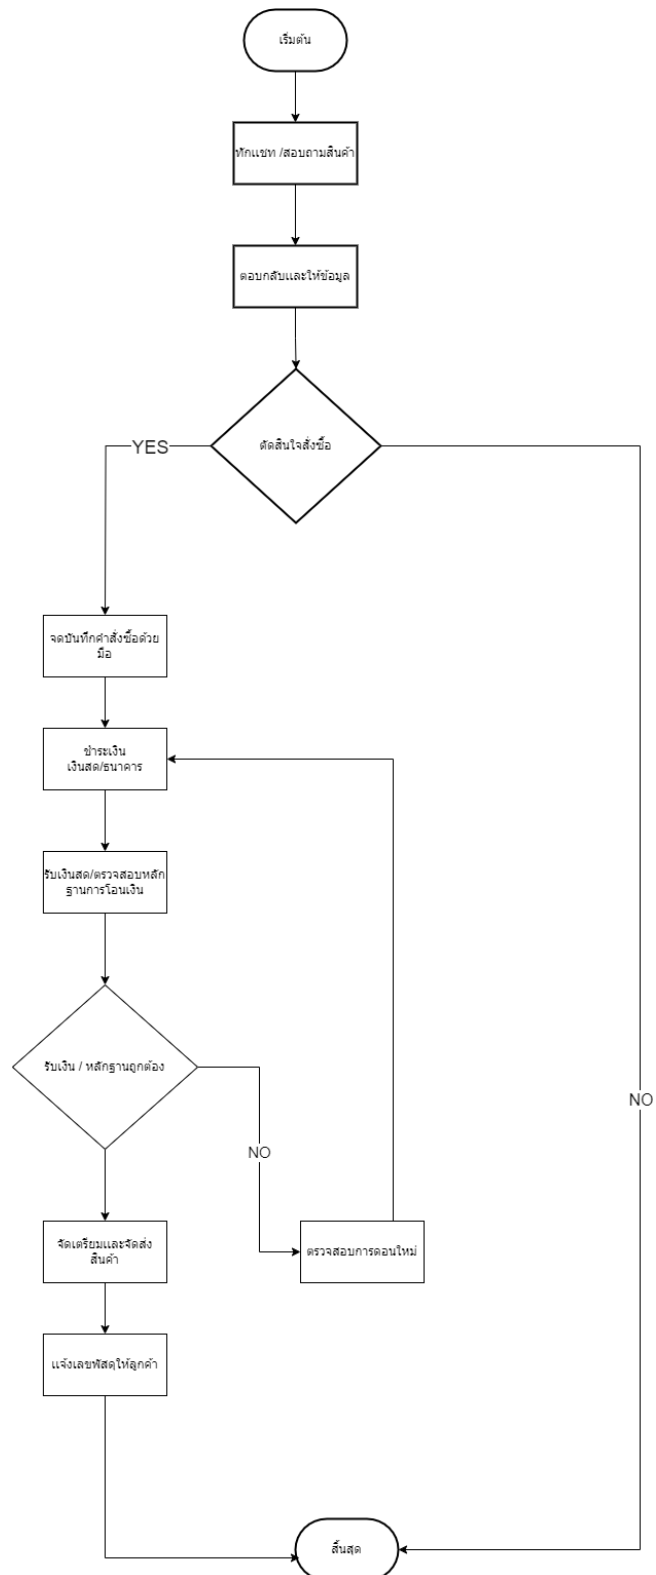 เริ่มต้น
ทักแชท /สอบถามสินค้า
ตอบกลับและให้ข้อมูล
ตัดสินใจสั่งซื้อ
YES
จดบันทึกคำสั่งซื้อด้วย
มือ
ชำระเงิน
เงินสด/ธนาคาร
รับเงินสด/ตรวจสอบหลัก
ฐานการโอนเงิน
รับเงิน / หลักฐานถูกต้อง
NO
NO
จัดเตรียมและจัดส่ง
สินค้า
ตรวจสอบการตอนใหม่
แจ้งเลขพัสดุให้ลูกค้า
สิ้นสุด